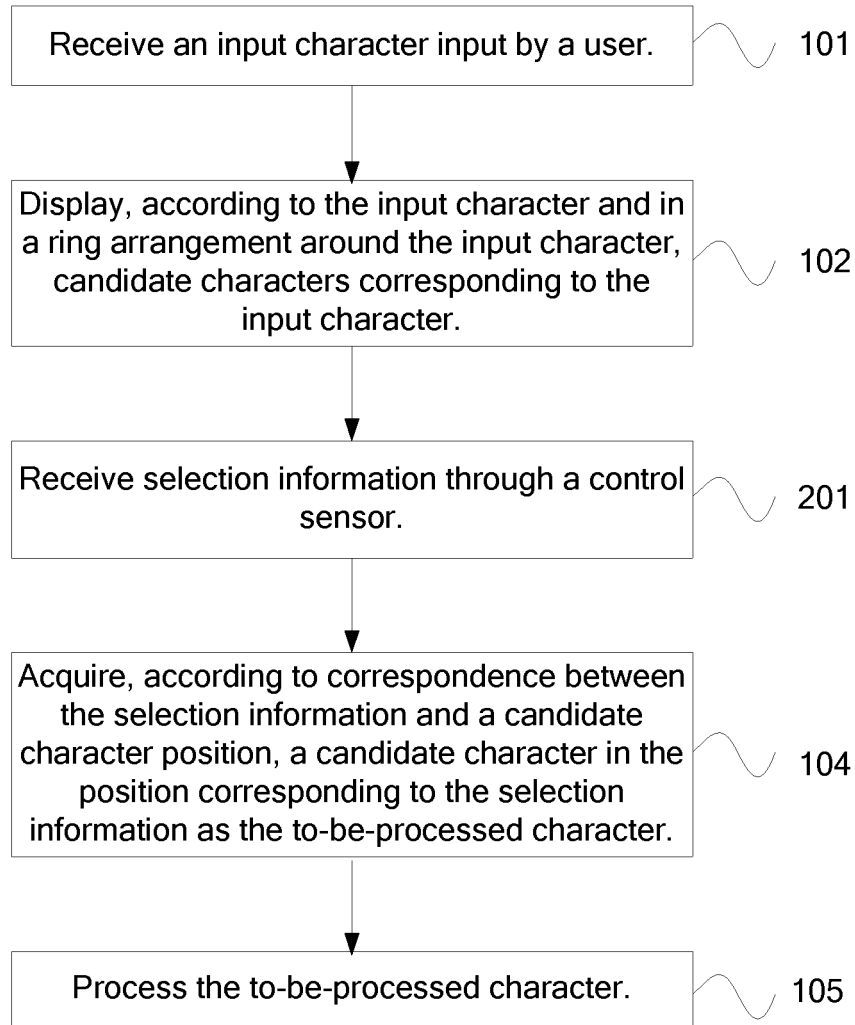 Receive an input character input by a user.
101
Display, according to the input character and in
a ring arrangement around the input character,
candidate characters corresponding to the
input character.
102
Receive selection information through a control
sensor.
201
Acquire, according to correspondence between
the selection information and a candidate
character position, a candidate character in the
position corresponding to the selection
information as the to-be-processed character.
104
Process the to-be-processed character.
105